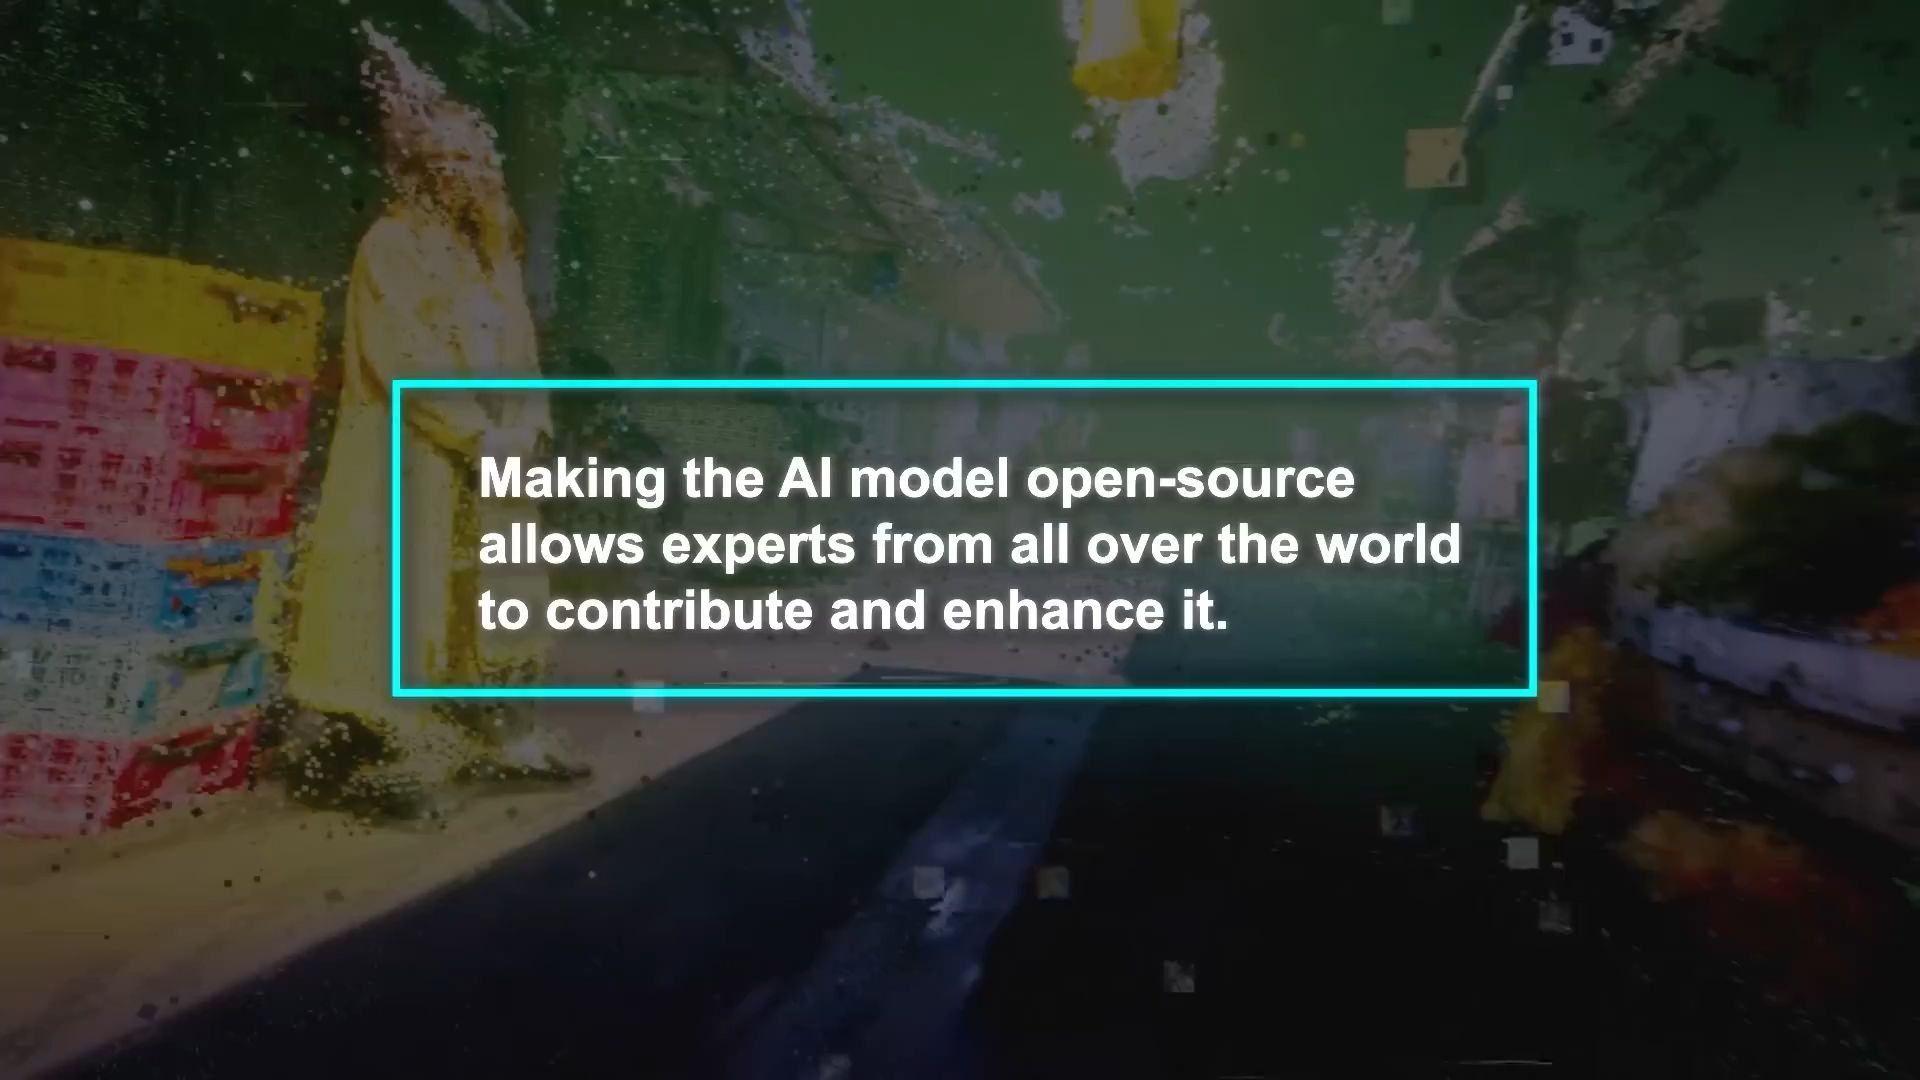 Making the AI model open-source
allows experts from all over the world
to contribute and enhance it.